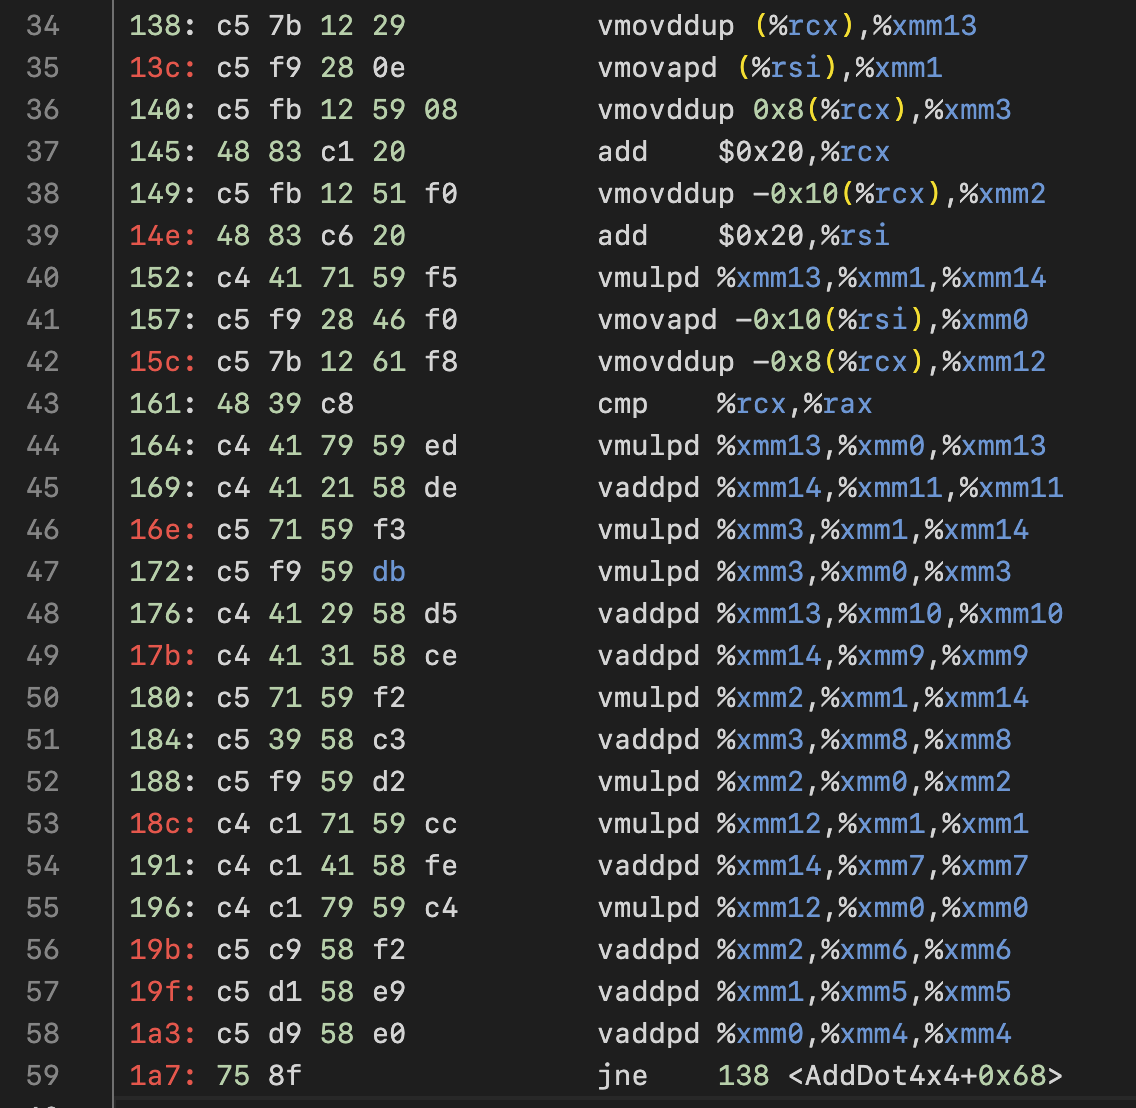 34 138: c5 7b 12 29 vmovddup (%rcx),%xmm13
35 13c: c5 f9 28 0e vmovapd (%rsi),%xmm1
36 140: c5 fb 12 59 08 vmovddup 0x8(%rcx),%xmm3
37 145: 48 83 c1 20 add $0x20,%rcx
38 149: c5 fb 12 51 f0 vmovddup -0x10(%rcx),%xmm2
39 14e: 48 83 c6 20 add $0x20,%rsi
40 152: c4 41 71 59 f5 vmulpd %xmm13,%xmm1,%xmm14
41 157: c5 f9 28 46 f0 vmovapd -0x10(%rsi),%xmm0
42 15c: c5 7b 12 61 f8 vmovddup -0x8(%rcx),%xmm12
43 161: 48 39 c8 cmp %rcx,%rax
44 164: c4 41 79 59 ed vmulpd %xmm13,%xmm0,%xmm13
45 169: c4 41 21 58 de vaddpd %xmm14,%xmm11,%xmm11
46 16e: c5 71 59 f3 vmulpd %xmm3,%xmm1,%xmm14
47 172: c5 f9 59 db vmulpd %xmm3,%xmm0,%xmm3
48 176: c4 41 29 58 d5 vaddpd %xmm13,%xmm10,%xmm10
49 17b: c4 41 31 58 ce vaddpd %xmm14,%xmm9,%xmm9
50 180: c5 71 59 f2 vmulpd %xmm2,%xmm1,%xmm14
51 184: c5 39 58 c3 vaddpd %xmm3,%xmm8,%xmm8
52 188: c5 f9 59 d2 vmulpd %xmm2,%xmm0,%xmm2
53 18c: c4 c1 71 59 cc vmulpd %xmm12,%xmm1,%xmm1
54 191: c4 c1 41 58 fe vaddpd %xmm14,%xmm7,%xmm7
55 196: c4 c1 79 59 c4 vmulpd %xmm12,%xmm0,%xmm0
56 19b: c5 c9 58 f2 vaddpd %xmm2,%xmm6,%xmm6
57 19f: c5 d1 58 e9 vaddpd %xmm1,%xmm5,%xmm5
58 1a3: c5 d9 58 e0 vaddpd %xmm0,%xmm4,%xmm4
59 1a7: 75 8f jne 138 <AddDot4x4+0x68>